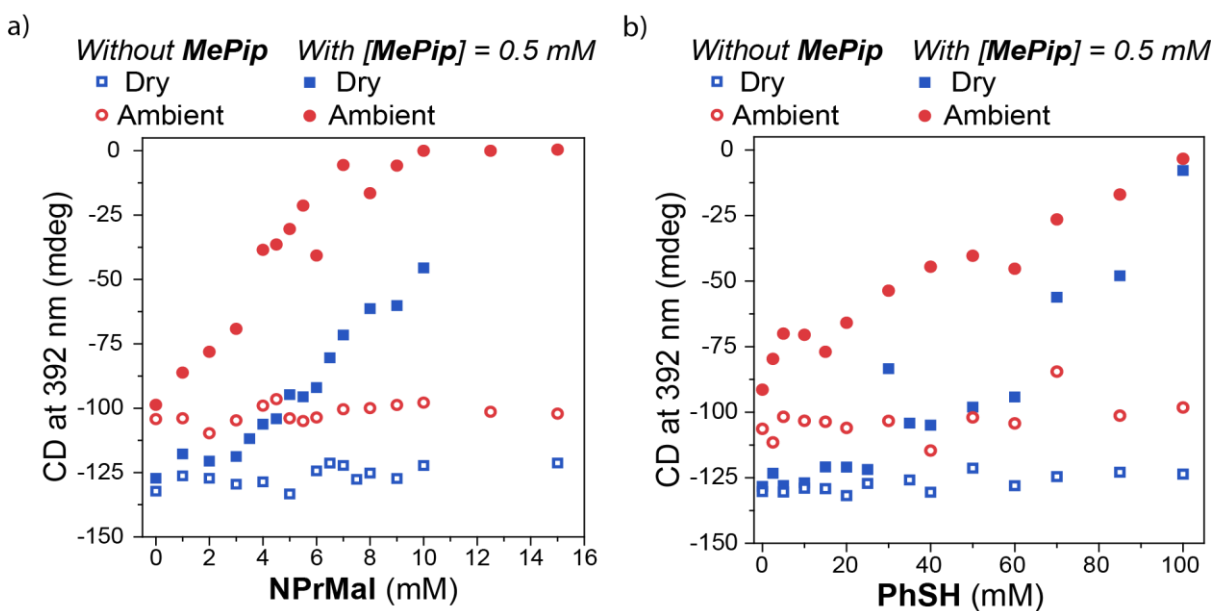 a)
Without MePip With [MePip] = 0.5 mM
Dry Dry
Ambient Ambient
0
-25
-50
-75
-100
-125
-150
CD at 392 nm (mdeg)
0 2 4 6 8 10 12 14 16
NPrMal (mM)
b)
Without MePip With [MePip] = 0.5 mM
Dry Dry
Ambient Ambient
0
-25
-50
-75
-100
-125
-150
CD at 392 nm (mdeg)
0 20 40 60 80 100
PhSH (mM)